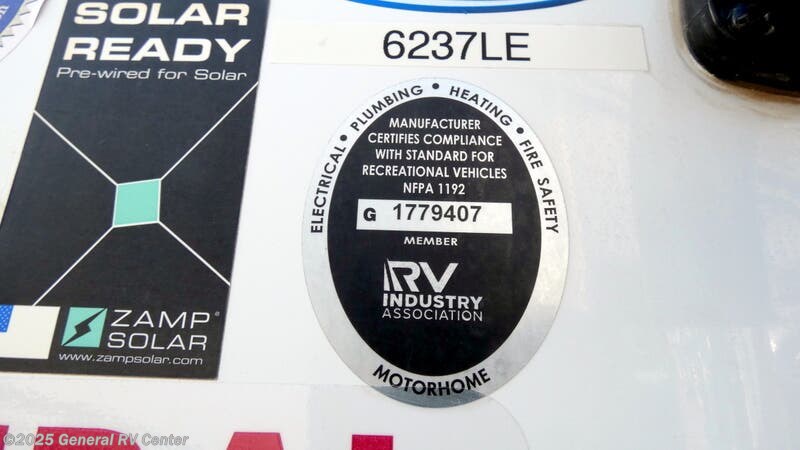 SOLAR
READY
Pre-wired for Solar
ZAMP®
SOLAR
www.zampsolar.com
6237LE
ELECTRICAL • PLUMBING • HEATING • FIRE SAFETY
MANUFACTURER
CERTIFIES COMPLIANCE
WITH STANDARD FOR
RECREATIONAL VEHICLES
NFPA 1192
G 1779407
MEMBER
RV
INDUSTRY
ASSOCIATION
MOTORHOME
©2025 General RV Center